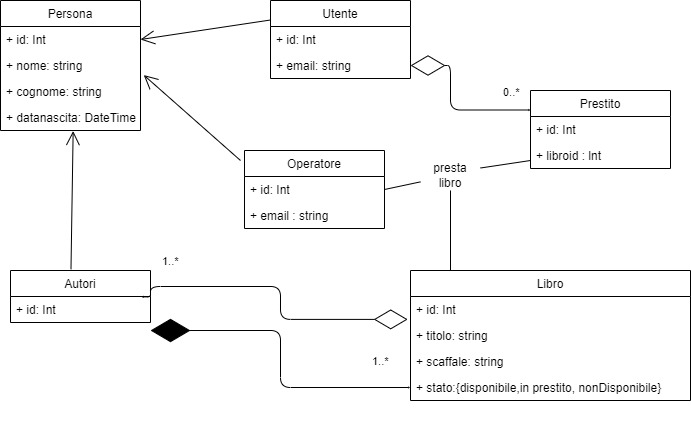 Persona
+ id: Int
+ nome: string
+ cognome: string
+ datanascita: DateTime
Utente
+ id: Int
+ email: string
0..*
Prestito
+ id: Int
+ libroid : Int
Operatore
+ id: Int
+ email : string
presta
libro
1..*
Autori
+ id: Int
Libro
+ id: Int
+ titolo: string
+ scaffale: string
+ stato:{disponibile,in prestito, nonDisponibile}
1..*